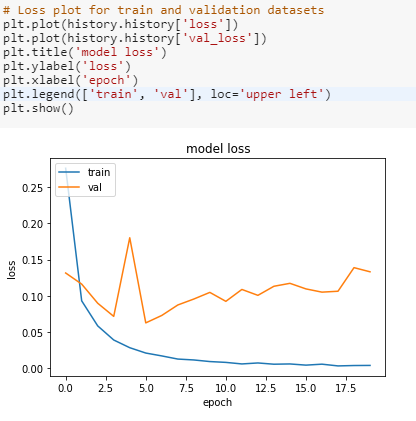 # Loss plot for train and validation datasets
plt.plot(history.history['loss'])
plt.plot(history.history['val_loss'])
plt.title('model loss')
plt.ylabel('loss')
plt.xlabel('epoch')
plt.legend(['train', 'val'], loc='upper left')
plt.show()
model loss
train
val
0.25
0.20
0.15
0.10
0.05
0.00
loss
0.0 2.5 5.0 7.5 10.0 12.5 15.0 17.5
epoch